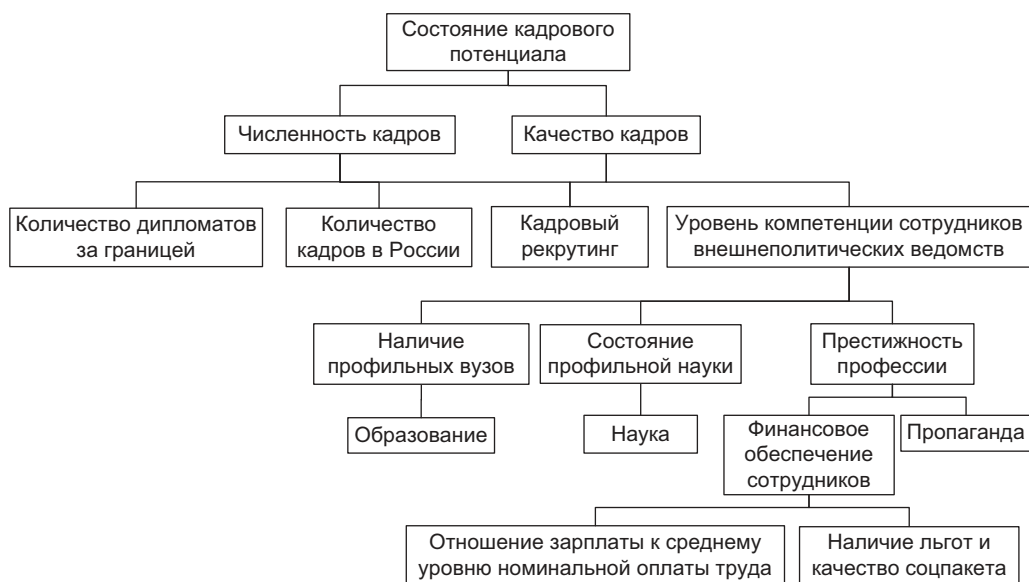 Состояние кадрового
потенциала
Численность кадров
Качество кадров
Количество дипломатов
за границей
Количество
кадров в России
Кадровый
рекрутинг
Уровень компетенции сотрудников
внешнеполитических ведомств
Наличие
профильных вузов
Состояние
профильной науки
Престижность
профессии
Образование
Наука
Финансовое
обеспечение
сотрудников
Пропаганда
Отношение зарплаты к среднему
уровню номинальной оплаты труда
Наличие льгот и
качество соцпакета